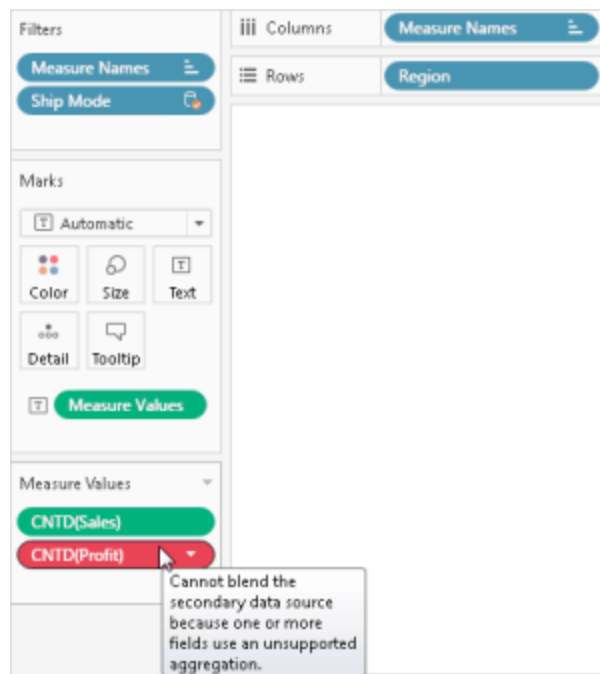 Filters
Measure Names
Ship Mode
Marks
Automatic
Color Size Text
Detail Tooltip
Measure Values
Measure Values
CNTD(Sales)
CNTD(Profit)
Cannot blend the
secondary data source
because one or more
fields use an unsupported
aggregation.
Columns Measure Names
Rows Region